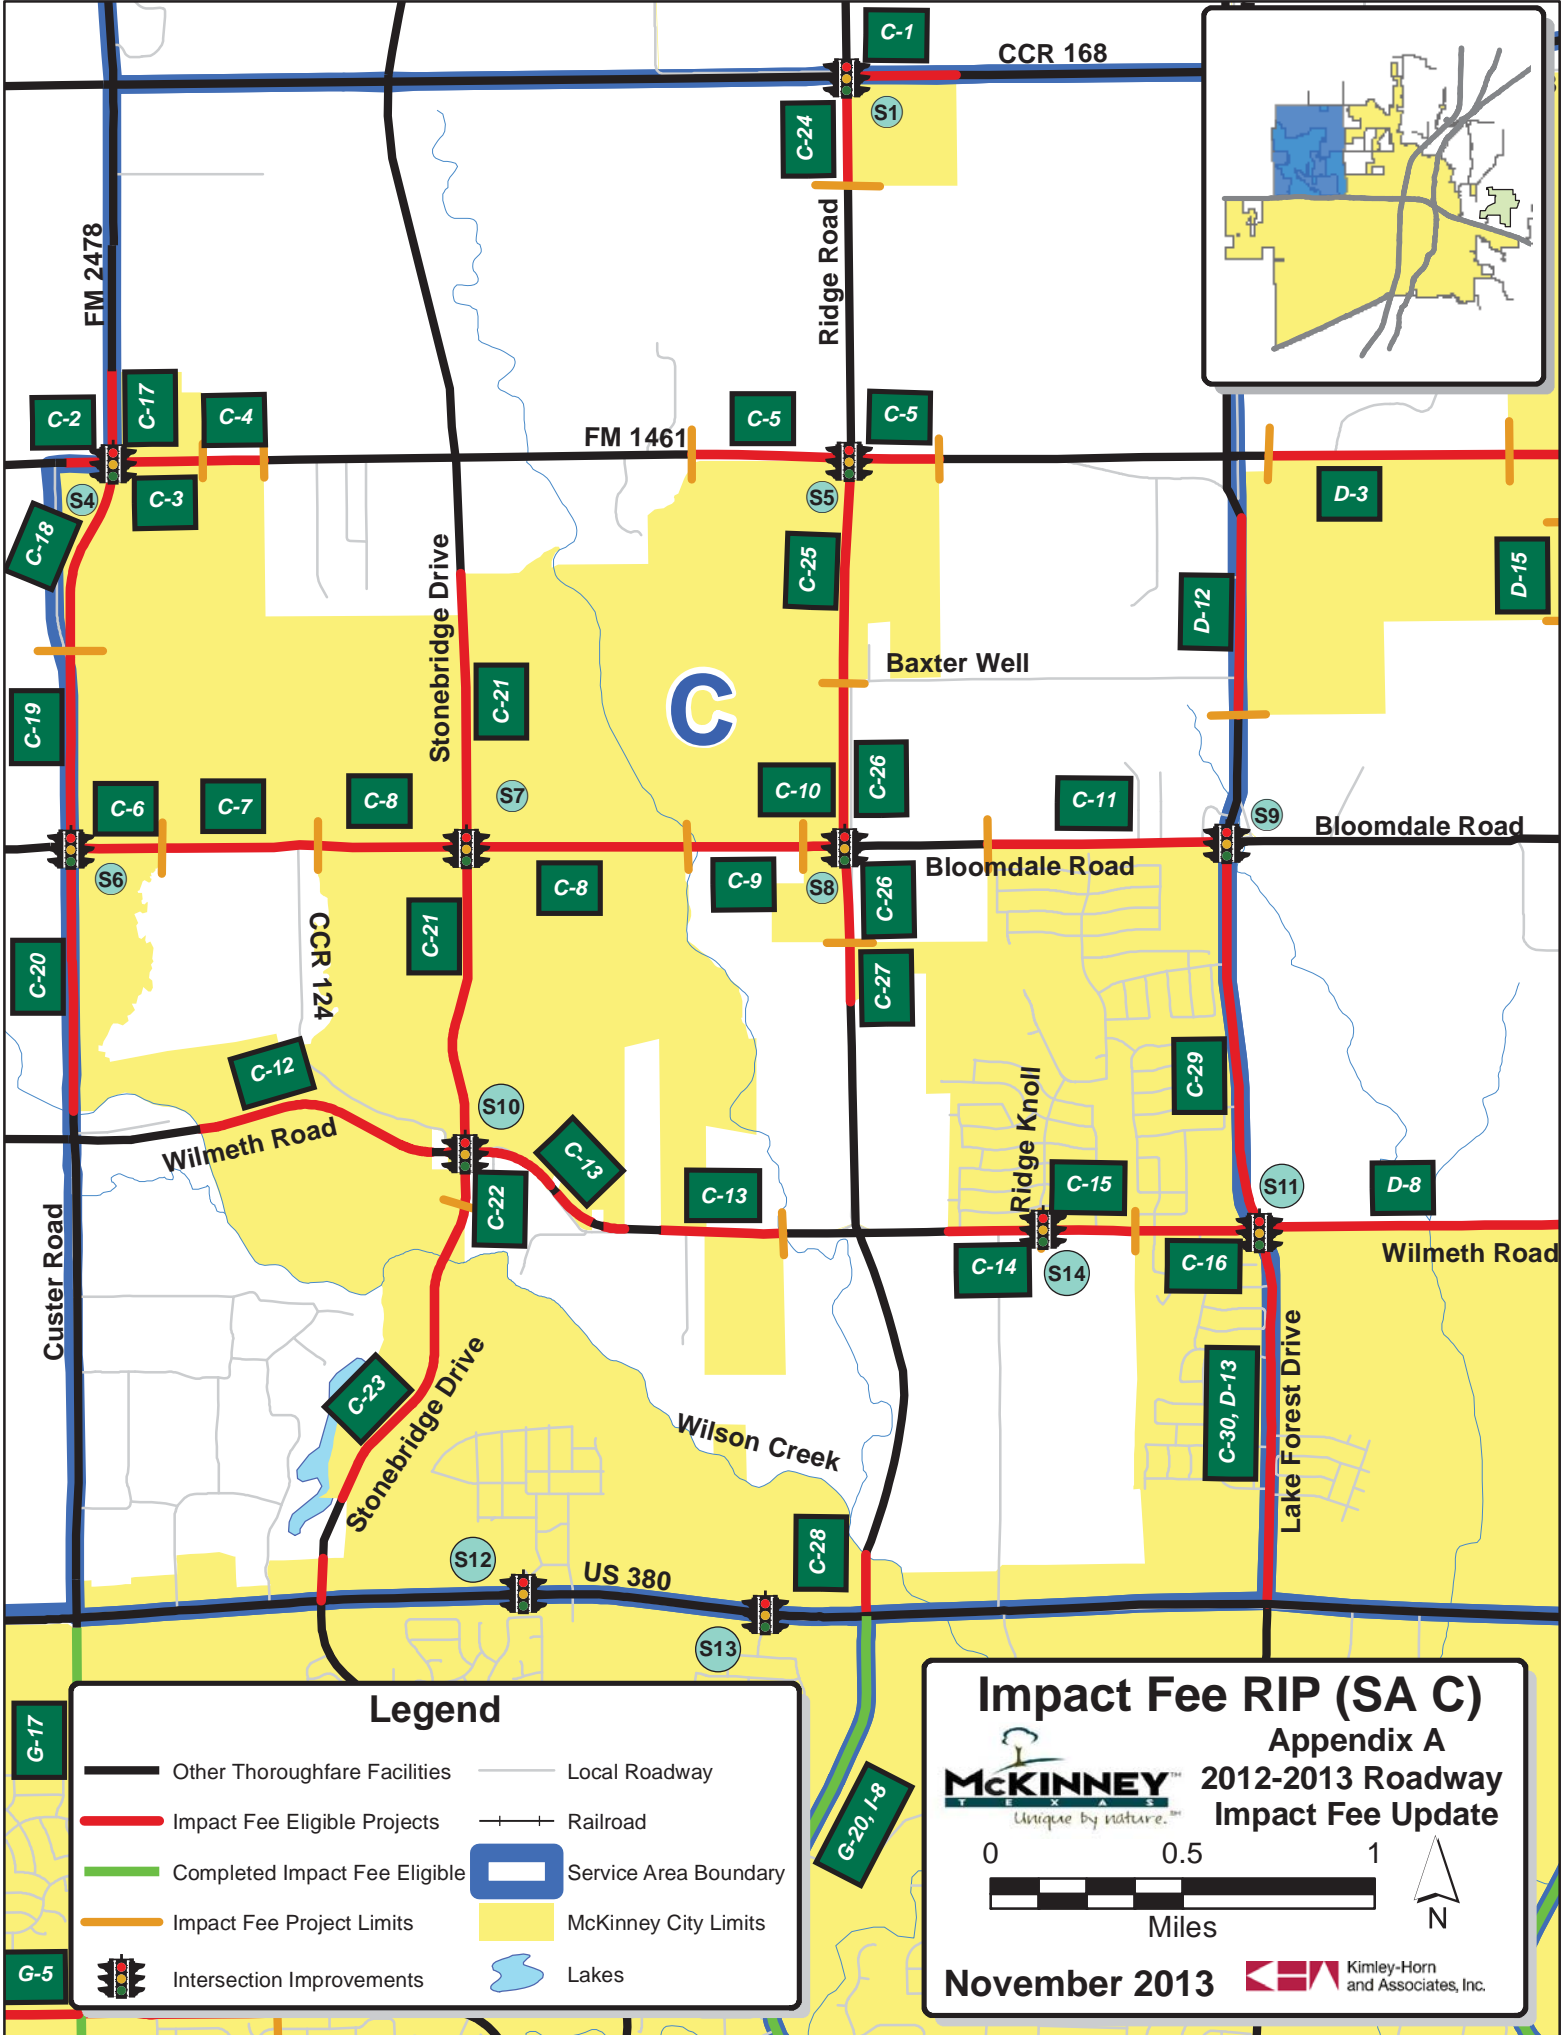 C-1
CCR 168
S1
C-24
Ridge Road
FM 2478
C-2
C-17
C-4
C-5
C-5
FM 1461
S4
C-3
S5
D-3
C-18
C-25
D-15
D-12
Stonebridge Drive
Baxter Well
C-21
C
C-19
C-6
C-7
C-8
S7
C-10
C-26
C-11
S9
Bloomdale Road
S6
C-8
C-9
S8
C-26
Bloomdale Road
C-20
CCR 124
C-21
C-27
C-12
S10
C-29
Ridge Knoll
Wilmeth Road
C-13
C-13
C-22
C-15
S11
D-8
C-14
S14
C-16
Wilmeth Road
Custer Road
C-23
Stonebridge Drive
Wilson Creek
C-30, D-13
Lake Forest Drive
S12
US 380
C-28
S13
G-17
G-20, I-8
G-5
Legend
Other Thoroughfare Facilities
Local Roadway
Impact Fee Eligible Projects
Railroad
Completed Impact Fee Eligible
Service Area Boundary
Impact Fee Project Limits
McKinney City Limits
Intersection Improvements
Lakes
Impact Fee RIP (SA C)
Appendix A
2012-2013 Roadway
Impact Fee Update
McKINNEY™
TEXAS
Unique by nature.℠
0 0.5 1
Miles
N
November 2013
Kimley-Horn
and Associates, Inc.